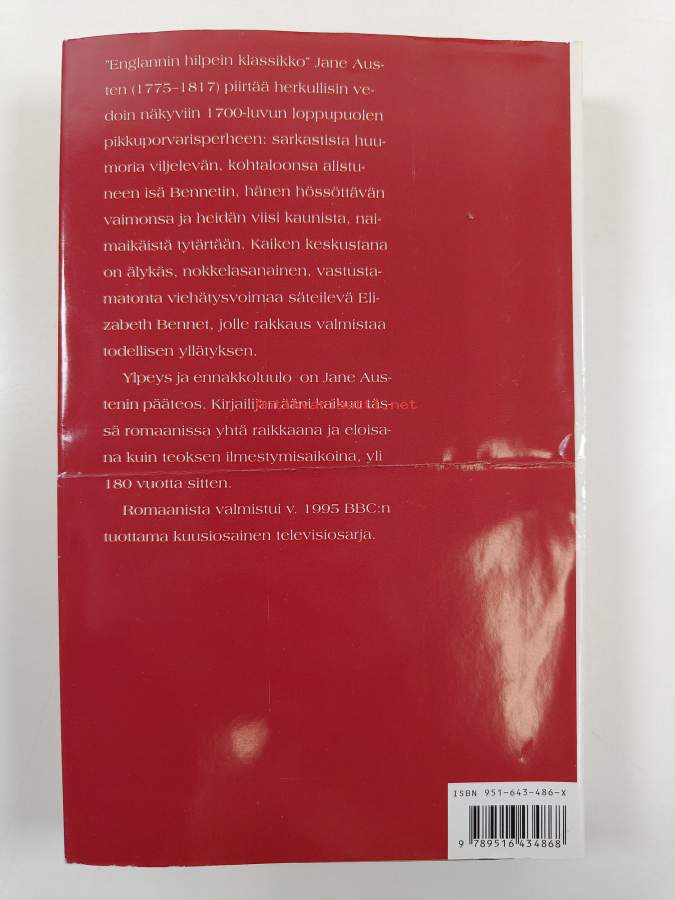 "Englannin hilpein klassikko" Jane Aus-
ten (1775-1817) piirtää herkullisin ve-
doin näkyviin 1700-luvun loppupuolen
pikkuporvarisperheen: sarkastista huu-
moria viljelevän, kohtaloonsa alistu-
neen isä Bennetin, hänen hössöttävän
vaimonsa ja heidän viisi kaunista, nai-
maikäistä tytärtään. Kaiken keskustana
on älykäs, nokkelasanainen, vastusta-
matonta viehätysvoimaa säteilevä Eli-
zabeth Bennet, jolle rakkaus valmistaa
todellisen yllätyksen.
Ylpeys ja ennakkoluulo on Jane Aus-
tenin pääteos. Kirjailijantaääni kaikuu täs-
sä romaanissa yhtä raikkaana ja eloisa-
na kuin teoksen ilmestymisaikoina, yli
180 vuotta sitten.
Romaanista valmistui v. 1995 BBC:n
tuottama kuusiosainen televisiosarja.
ISBN 951-643-486-X
9 789516 434868